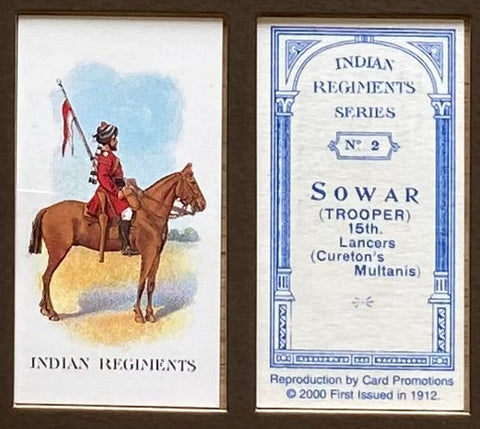 INDIAN REGIMENTS
INDIAN
REGIMENTS
SERIES
Nº 2
SOWAR
(TROOPER)
15th.
Lancers
(Cureton's
Multanis)
Reproduction by Card Promotions
© 2000 First Issued in 1912.